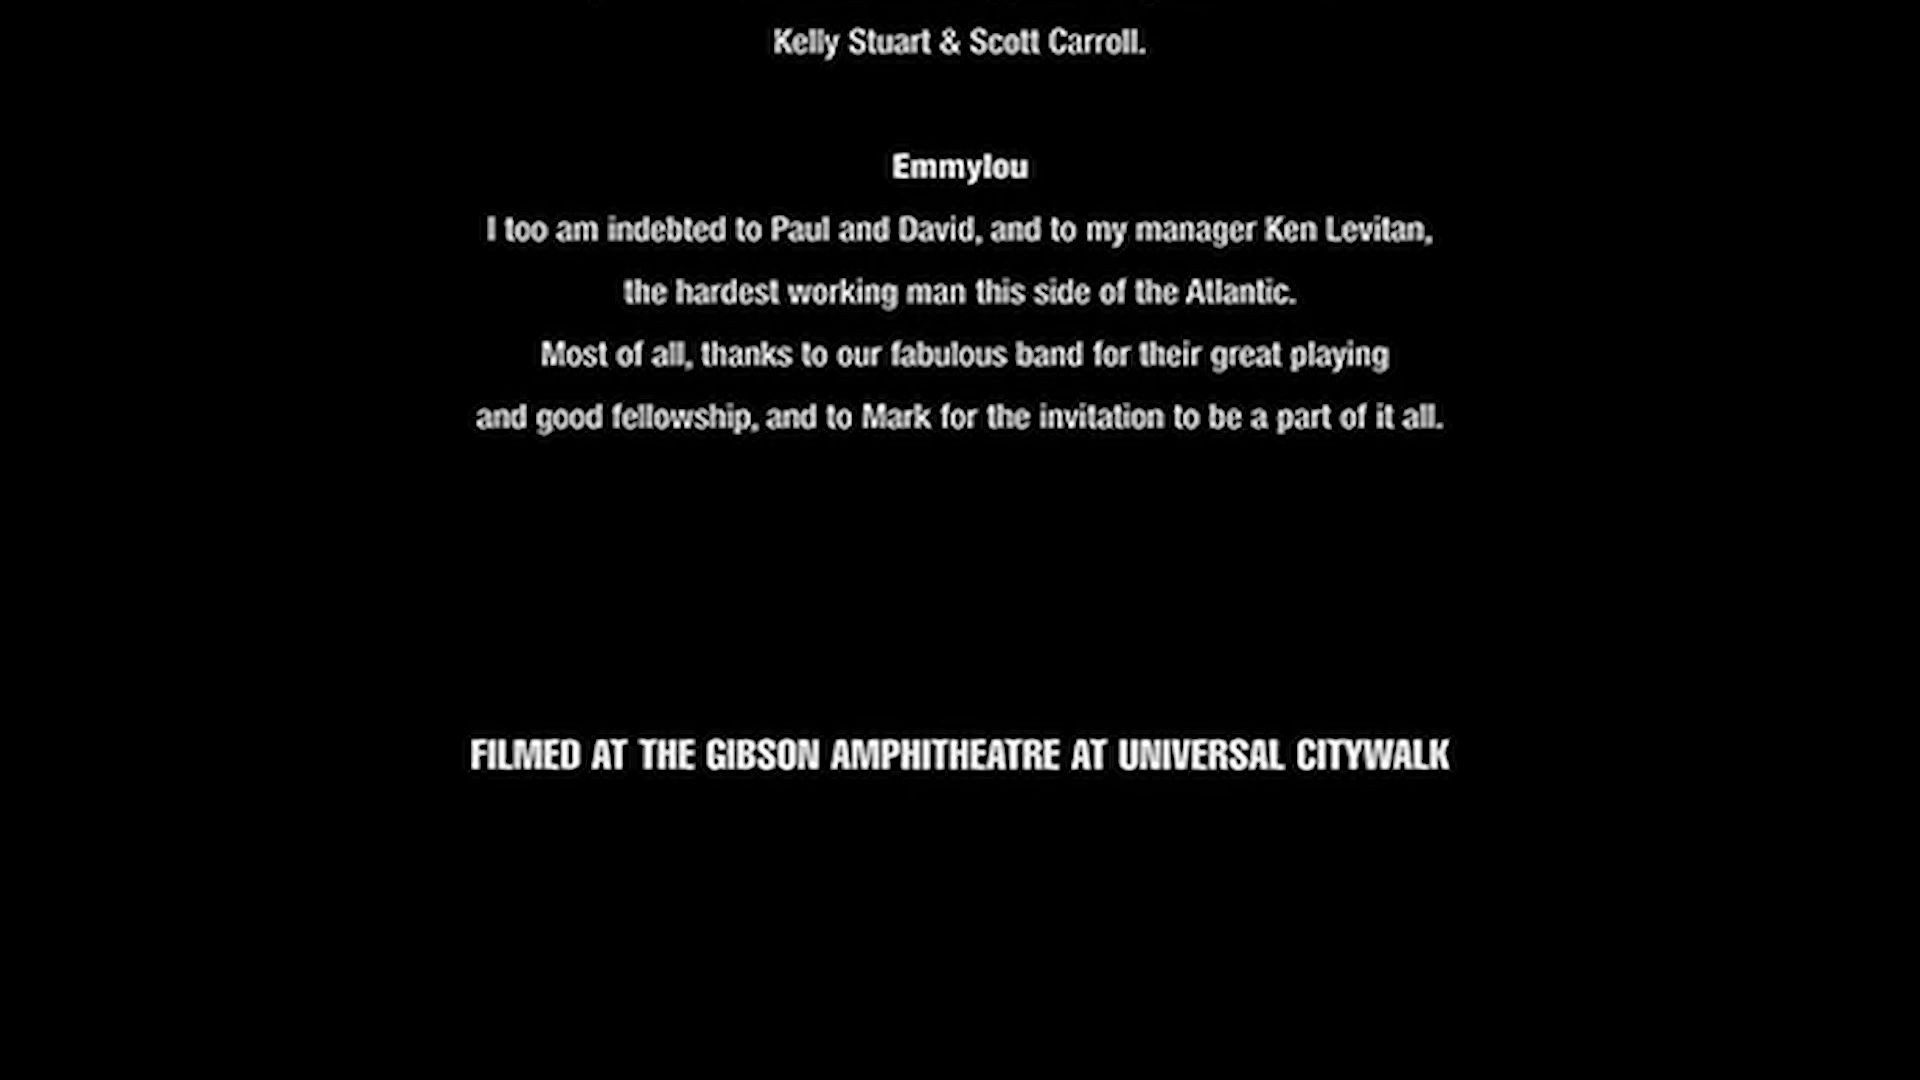 Kelly Stuart & Scott Carroll.
Emmylou
I too am indebted to Paul and David, and to my manager Ken Levitan,
the hardest working man this side of the Atlantic.
Most of all, thanks to our fabulous band for their great playing
and good fellowship, and to Mark for the invitation to be a part of it all.
FILMED AT THE GIBSON AMPHITHEATRE AT UNIVERSAL CITYWALK